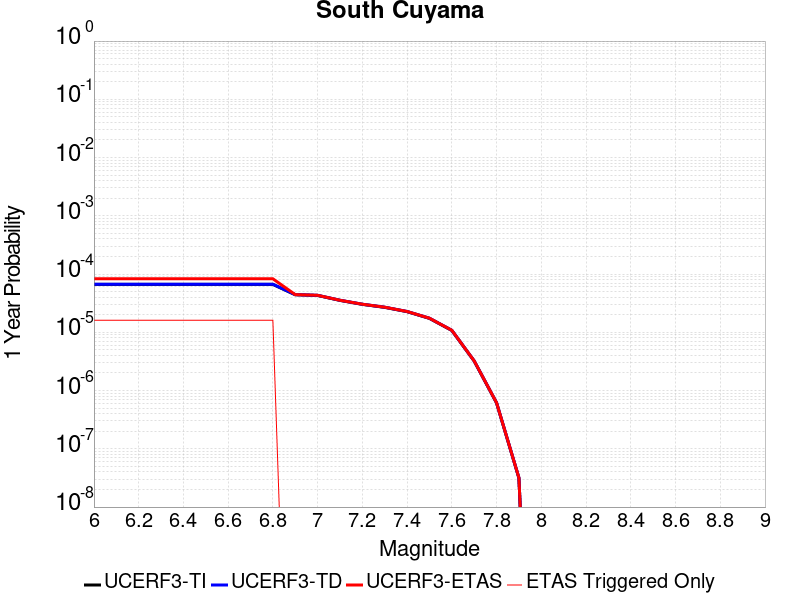 South Cuyama
10^0
10^-1
10^-2
10^-3
10^-4
10^-5
10^-6
10^-7
10^-8
1 Year Probability
6 6.2 6.4 6.6 6.8 7 7.2 7.4 7.6 7.8 8 8.2 8.4 8.6 8.8 9
Magnitude
UCERF3-TI UCERF3-TD UCERF3-ETAS ETAS Triggered Only